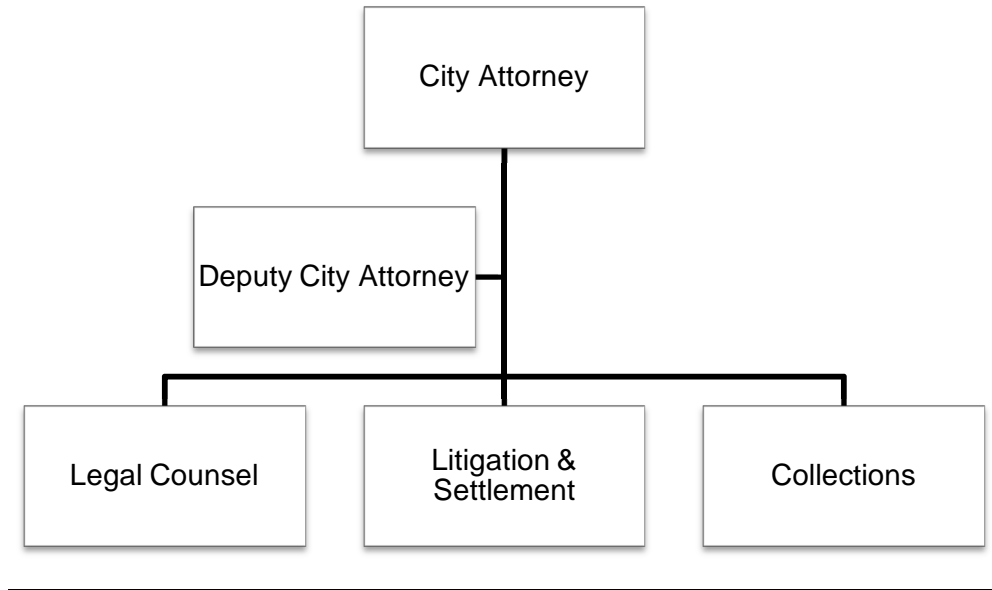 City Attorney
Deputy City Attorney
Legal Counsel
Litigation &
Settlement
Collections